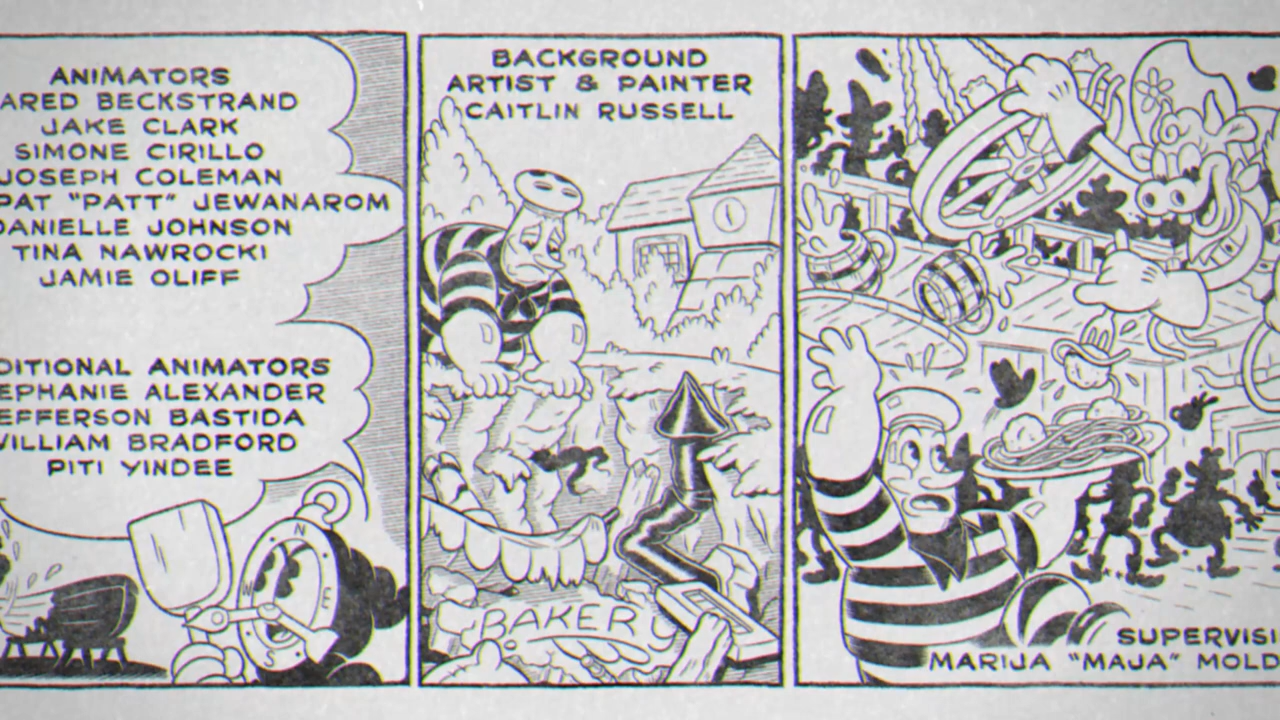 ANIMATORS
ARED BECKSTRAND
JAKE CLARK
SIMONE CIRILLO
JOSEPH COLEMAN
PAT "PATT" JEWANAROM
DANIELLE JOHNSON
TINA NAWROCKI
JAMIE OLIFF
DITIONAL ANIMATORS
EPHANIE ALEXANDER
EFFERSON BASTIDA
WILLIAM BRADFORD
PITI YINDEE
N
W
E
S
BACKGROUND
ARTIST & PAINTER
CAITLIN RUSSELL
BAKERY
SUPERVISI
MARIJA "MAJA" MOLD